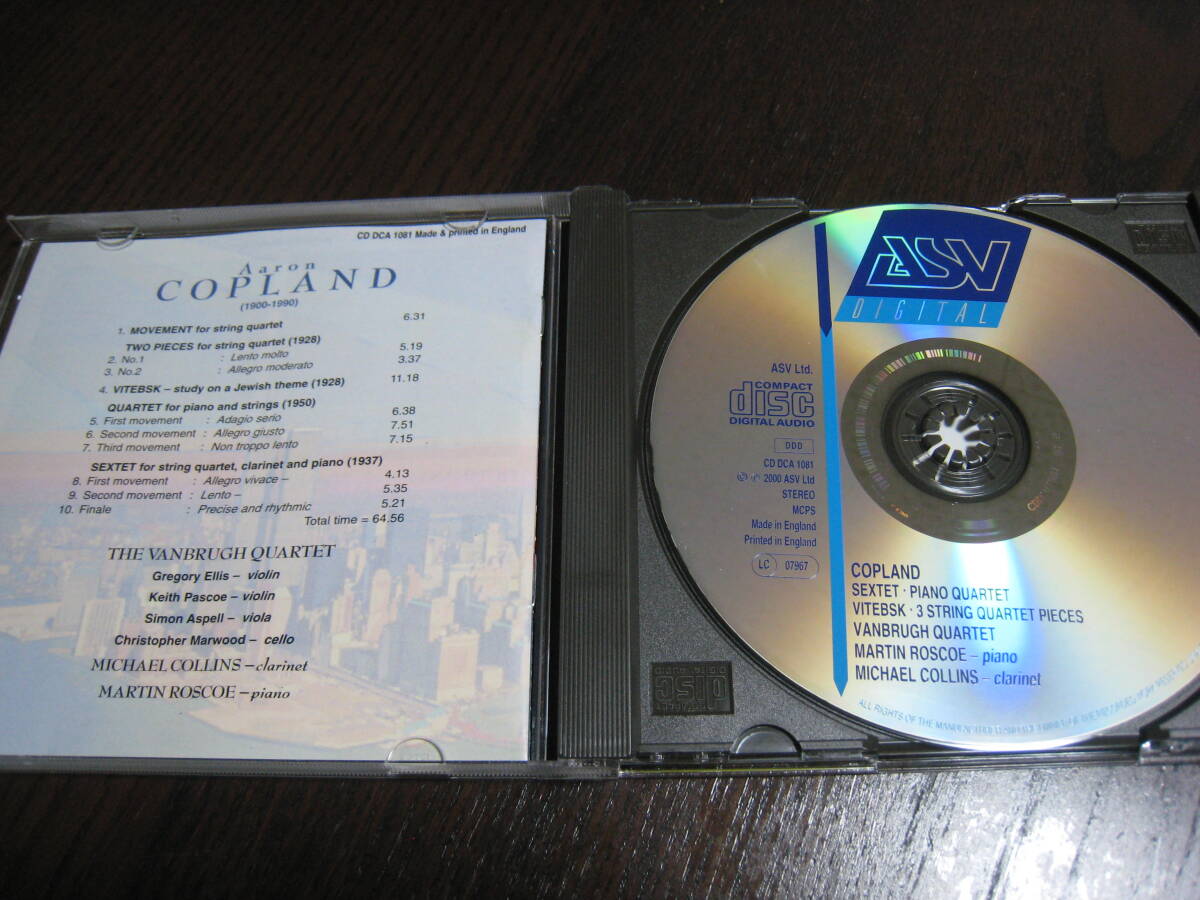 CD DCA 1081 Made & printed in England
Aaron
COPLAND
(1900-1990)
1. MOVEMENT for string quartet 6.31
TWO PIECES for string quartet (1928)
2. No.1 : Lento molto 5.19
3. No.2 : Allegro moderato 3.37
4. VITEBSK – study on a Jewish theme (1928) 11.18
QUARTET for piano and strings (1950)
5. First movement : Adagio serio 6.38
6. Second movement : Allegro giusto 7.51
7. Third movement : Non troppo lento 7.15
SEXTET for string quartet, clarinet and piano (1937)
8. First movement : Allegro vivace – 4.13
9. Second movement : Lento – 5.35
10. Finale : Precise and rhythmic 5.21
Total time = 64.56
THE VANBRUGH QUARTET
Gregory Ellis – violin
Keith Pascoe – violin
Simon Aspell – viola
Christopher Marwood – cello
MICHAEL COLLINS – clarinet
MARTIN ROSCOE – piano
ASV
DIGITAL
ASV Ltd.
COMPACT
disc
DIGITAL AUDIO
DDD
CD DCA 1081
℗ © 2000 ASV Ltd
STEREO
MCPS
Made in England
Printed in England
LC 07967
COPLAND
SEXTET · PIANO QUARTET
VITEBSK · 3 STRING QUARTET PIECES
VANBRUGH QUARTET
MARTIN ROSCOE – piano
MICHAEL COLLINS – clarinet
ALL RIGHTS OF THE
disc